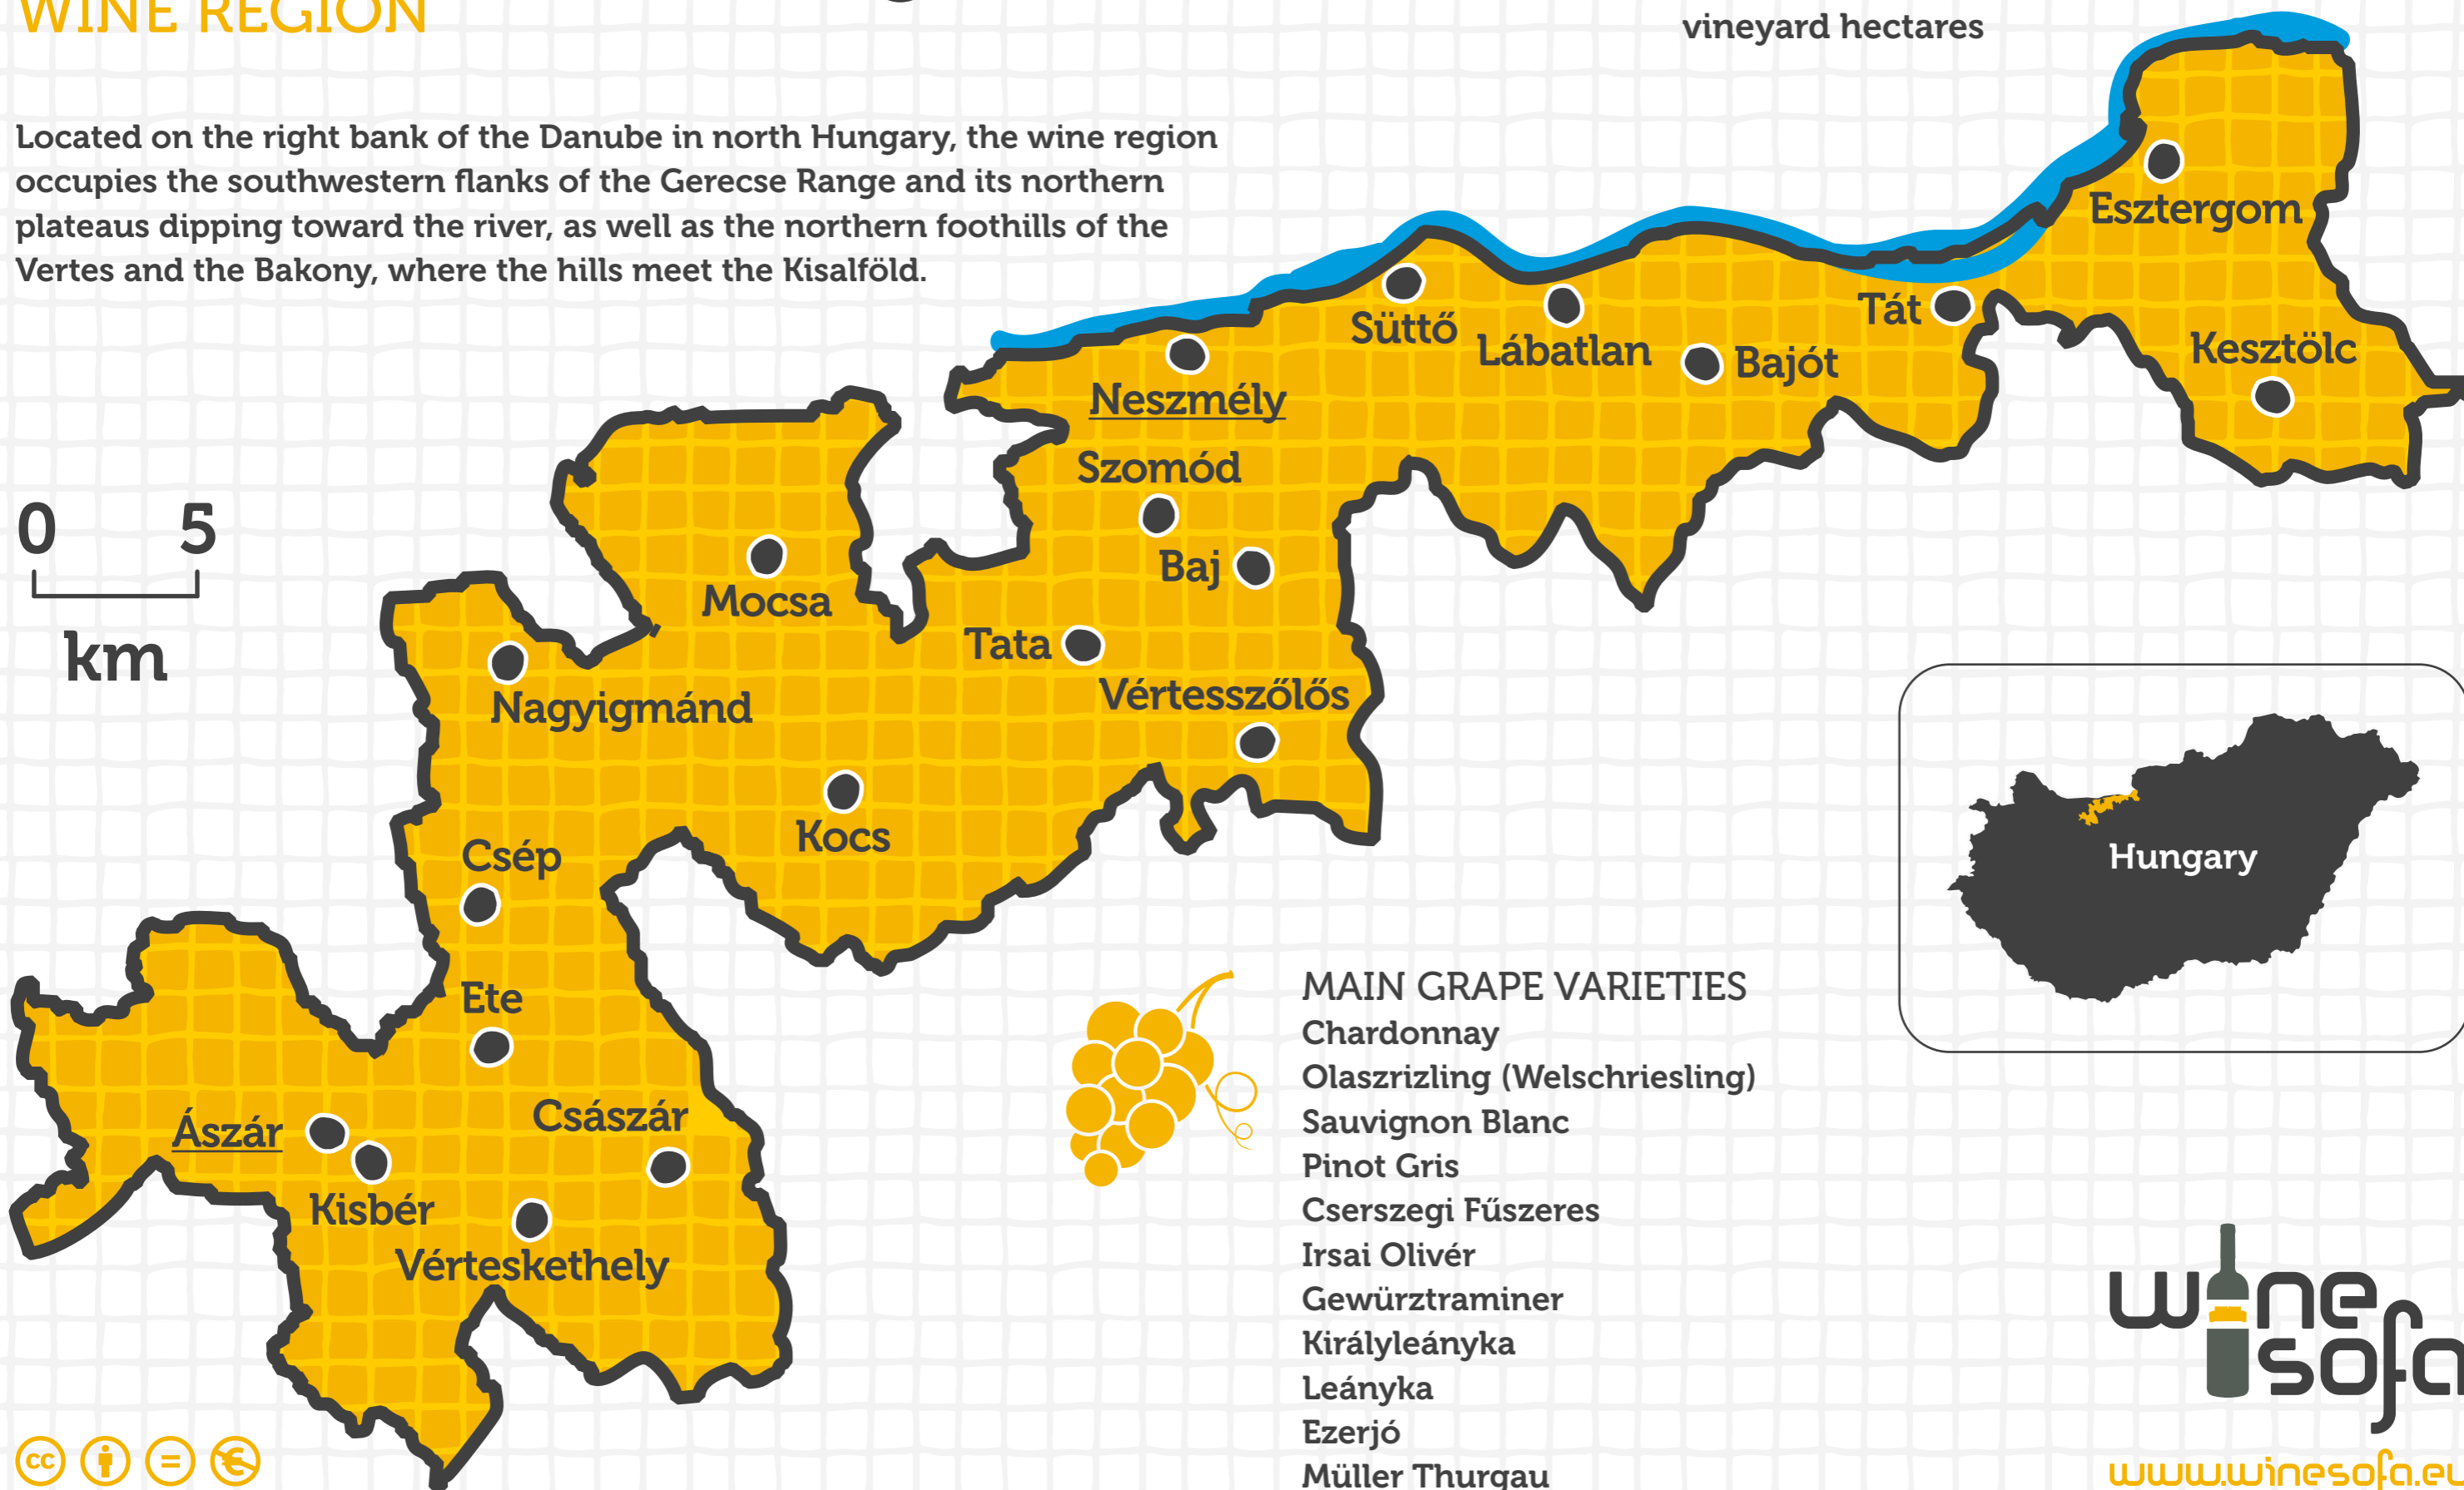 WINE REGION
vineyard hectares
Located on the right bank of the Danube in north Hungary, the wine region
occupies the southwestern flanks of the Gerecse Range and its northern
plateaus dipping toward the river, as well as the northern foothills of the
Vertes and the Bakony, where the hills meet the Kisalföld.
Esztergom
Süttő
Lábatlan
Tát
Bajót
Kesztölc
Neszmély
Szomód
0 5
km
Baj
Mocsa
Tata
Vértesszőlős
Nagyigmánd
Kocs
Csép
Hungary
Ete
Császár
Ászár
Kisbér
Vérteskethely
MAIN GRAPE VARIETIES
Chardonnay
Olaszrizling (Welschriesling)
Sauvignon Blanc
Pinot Gris
Cserszegi Fűszeres
Irsai Olivér
Gewürztraminer
Királyleányka
Leányka
Ezerjó
Müller Thurgau
wine
sofa
www.winesofa.eu
cc